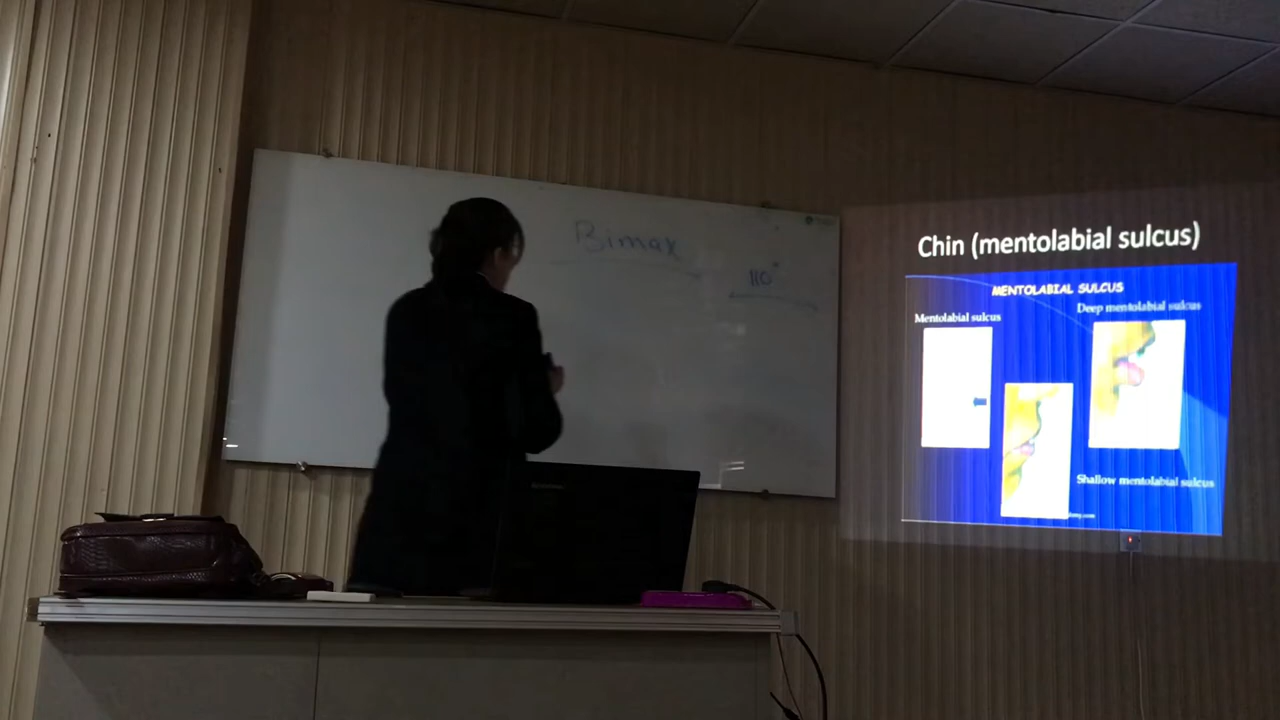 Bimax
110°
Chin (mentolabial sulcus)
MENTOLABIAL SULCUS
Mentolabial sulcus
Deep mentolabial sulcus
Shallow mentolabial sulcus